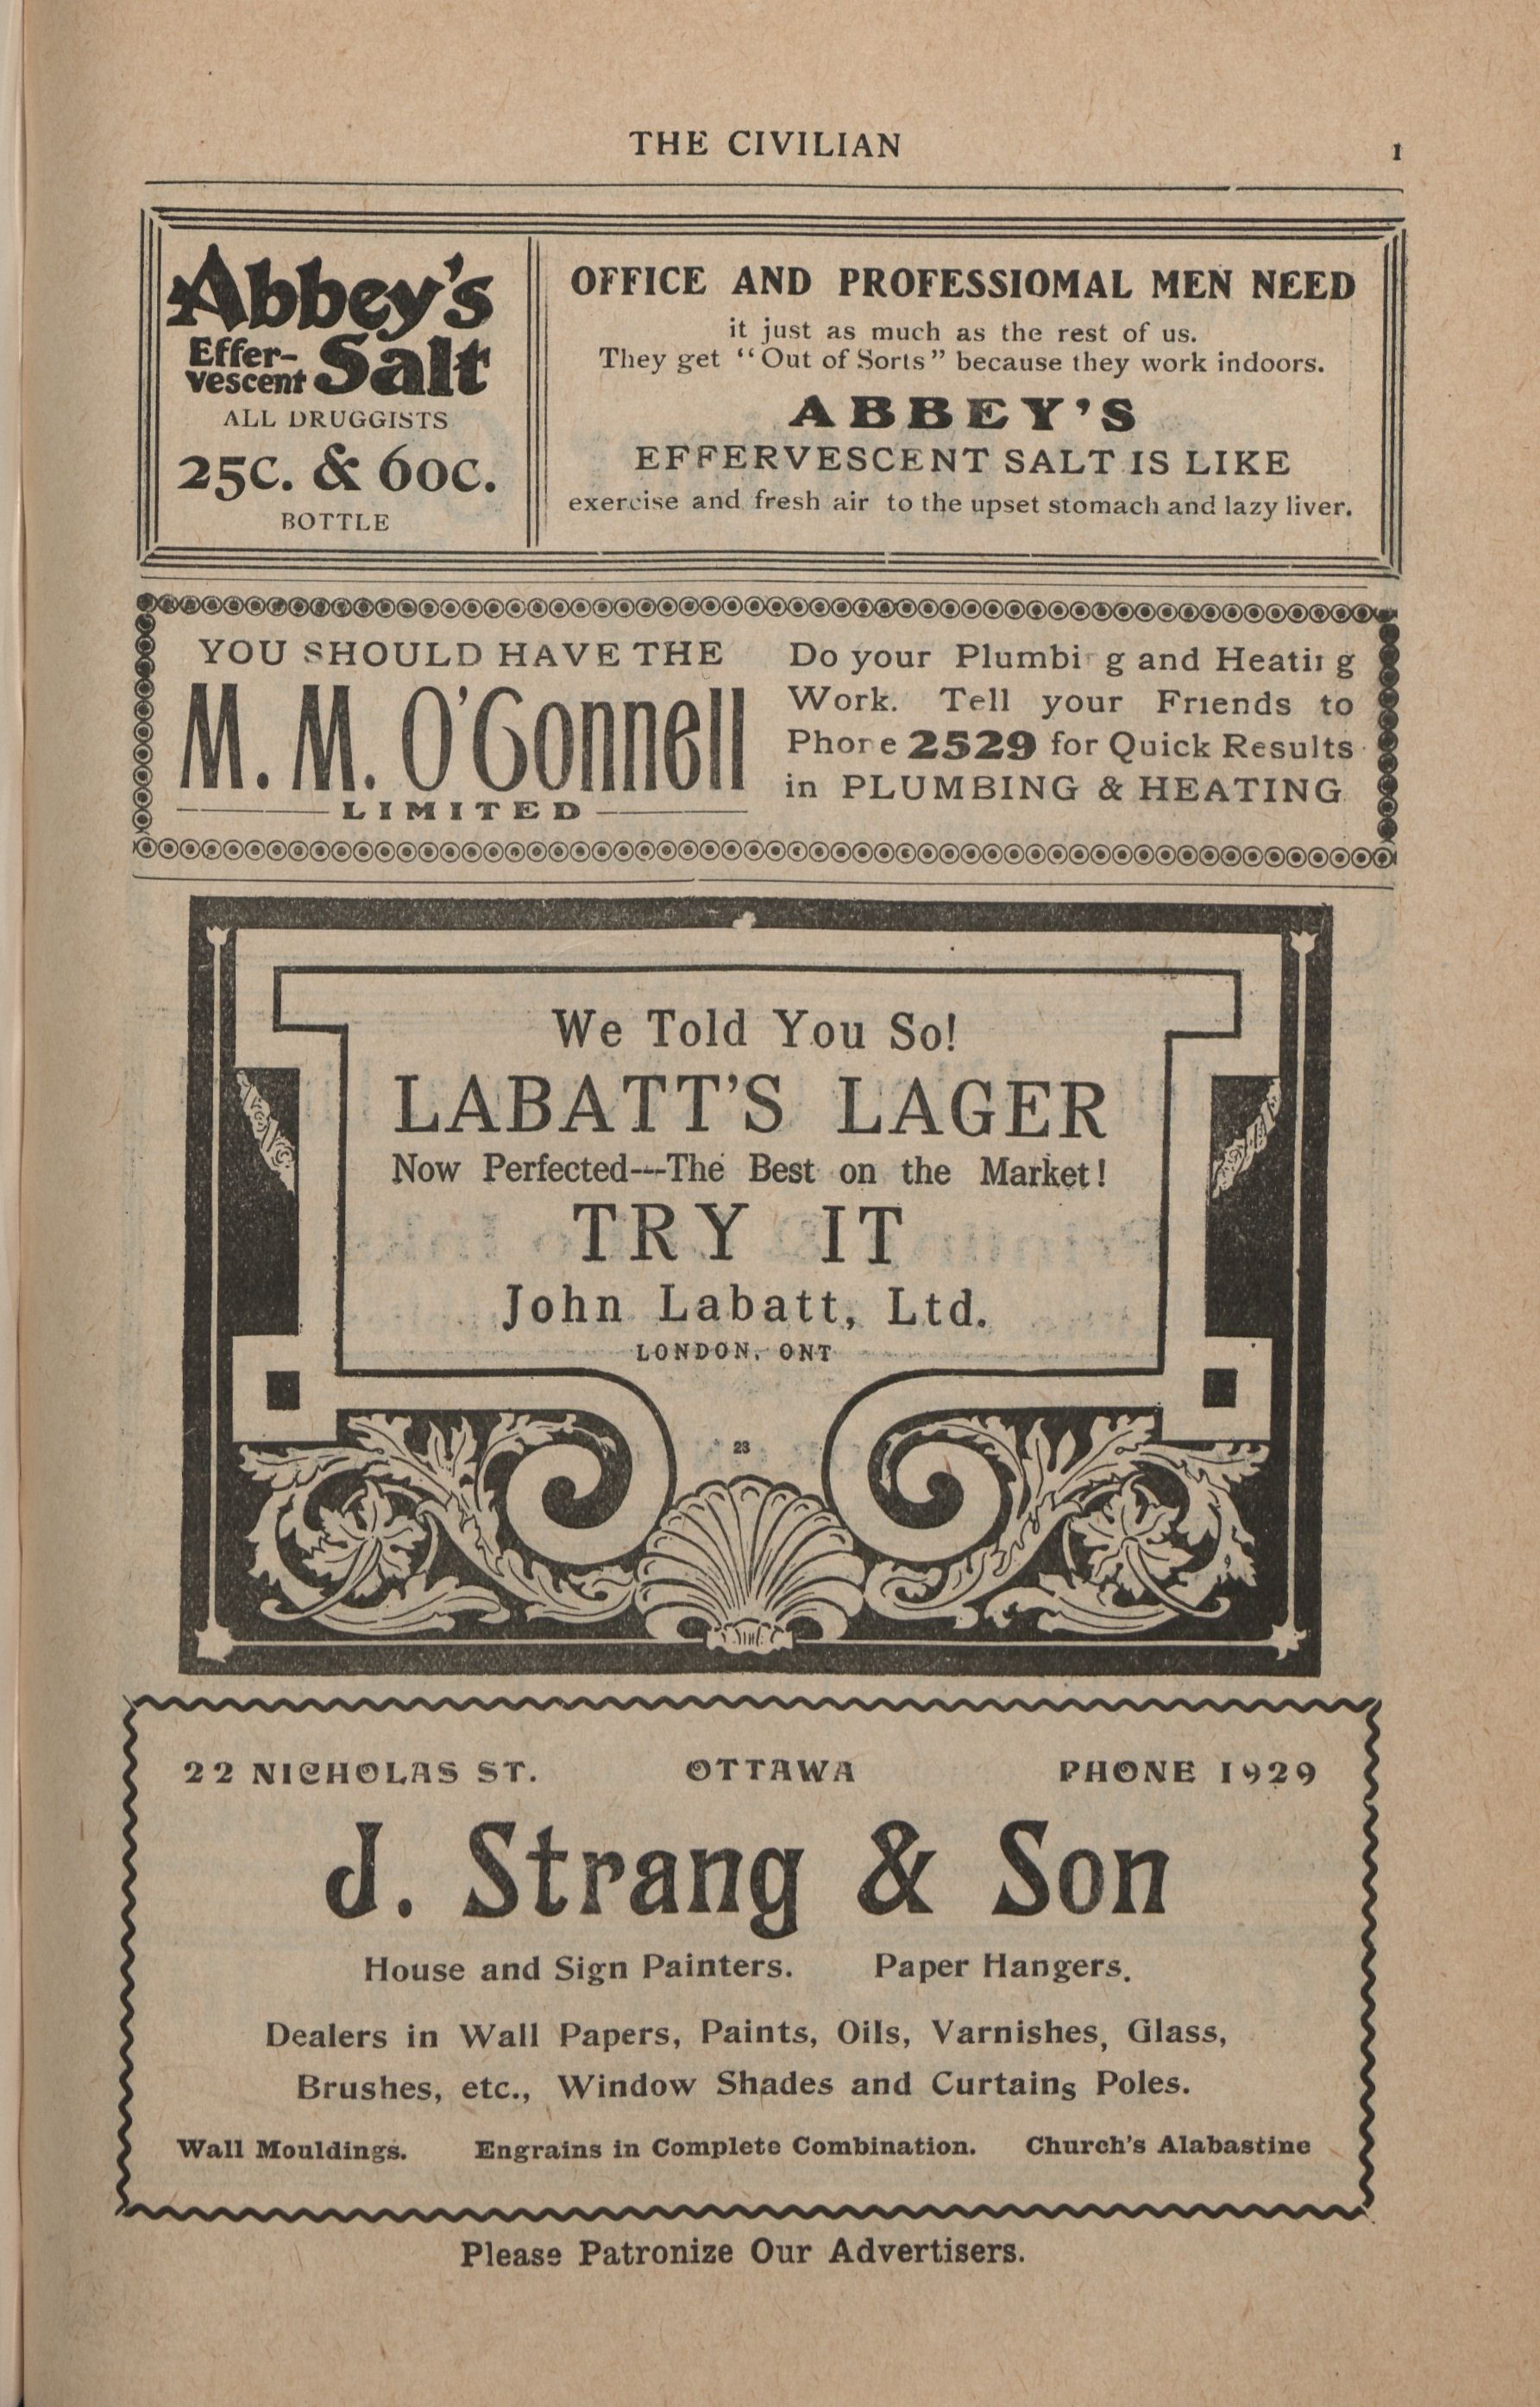 THE CIVILIAN
1
Abbey's
Effer-
vescent Salt
ALL DRUGGISTS
25C. & 60C.
BOTTLE
OFFICE AND PROFESSIOMAL MEN NEED
it just as much as the rest of us.
They get “Out of Sorts” because they work indoors.
ABBEY'S
EFFERVESCENT SALT IS LIKE
exercise and fresh air to the upset stomach and lazy liver.
YOU SHOULD HAVE THE
M. M. O'Connell
LIMITED
Do your Plumbing and Heating
Work. Tell your Friends to
Phone 2529 for Quick Results
in PLUMBING & HEATING
We Told You So!
LABATT'S LAGER
Now Perfected---The Best on the Market!
TRY IT
John Labatt, Ltd.
LONDON, ONT
23
22 NICHOLAS ST. OTTAWA PHONE 1929
J. Strang & Son
House and Sign Painters. Paper Hangers.
Dealers in Wall Papers, Paints, Oils, Varnishes, Glass,
Brushes, etc., Window Shades and Curtains Poles.
Wall Mouldings. Engrains in Complete Combination. Church's Alabastine
Please Patronize Our Advertisers.